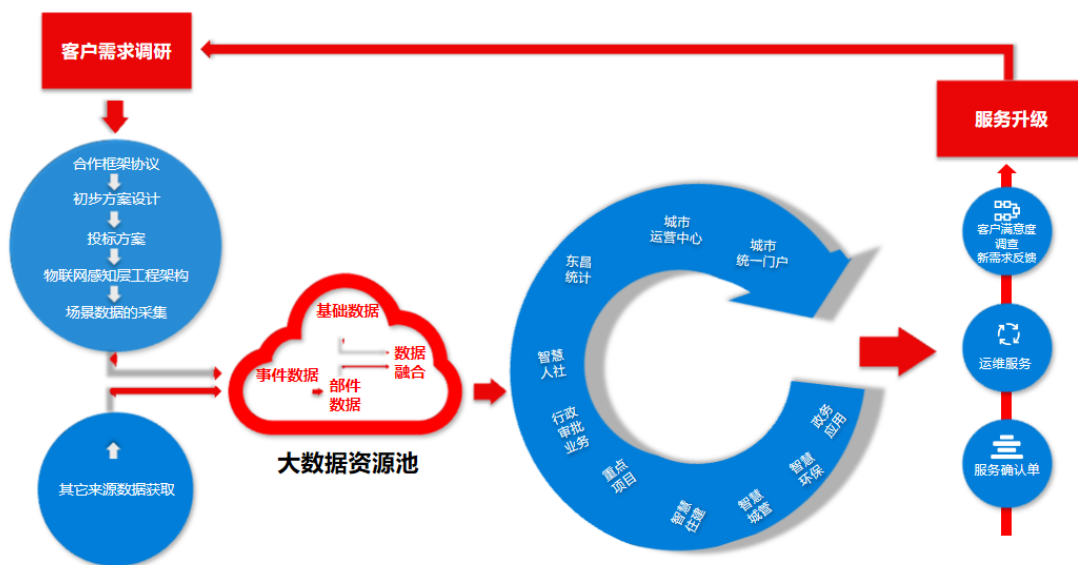 客户需求调研
合作框架协议
初步方案设计
投标方案
物联网感知层工程架构
场景数据的采集
其它来源数据获取
基础数据
事件数据
部件
数据
数据
融合
大数据资源池
城市
统一门户
城市
运营中心
东昌
统计
智慧
人社
行政
审批
业务
重点
项目
智慧
住建
智慧
城管
智慧
环保
政务
应用
服务升级
客户满意度
调查
新需求反馈
运维服务
服务确认单